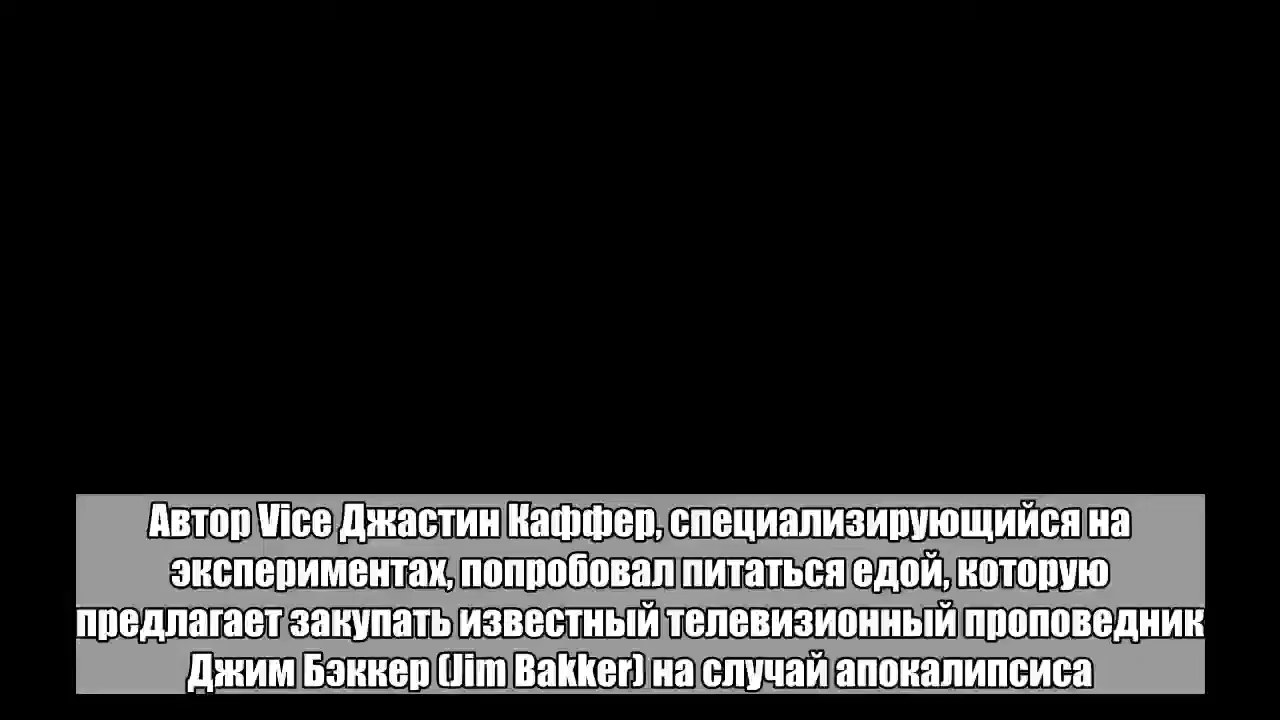 Автор Vice Джастин Каффер, специализирующийся на
экспериментах, попробовал питаться едой, которую
предлагает закупать известный телевизионный проповедник
Джим Бэккер (Jim Bakker) на случай апокалипсиса